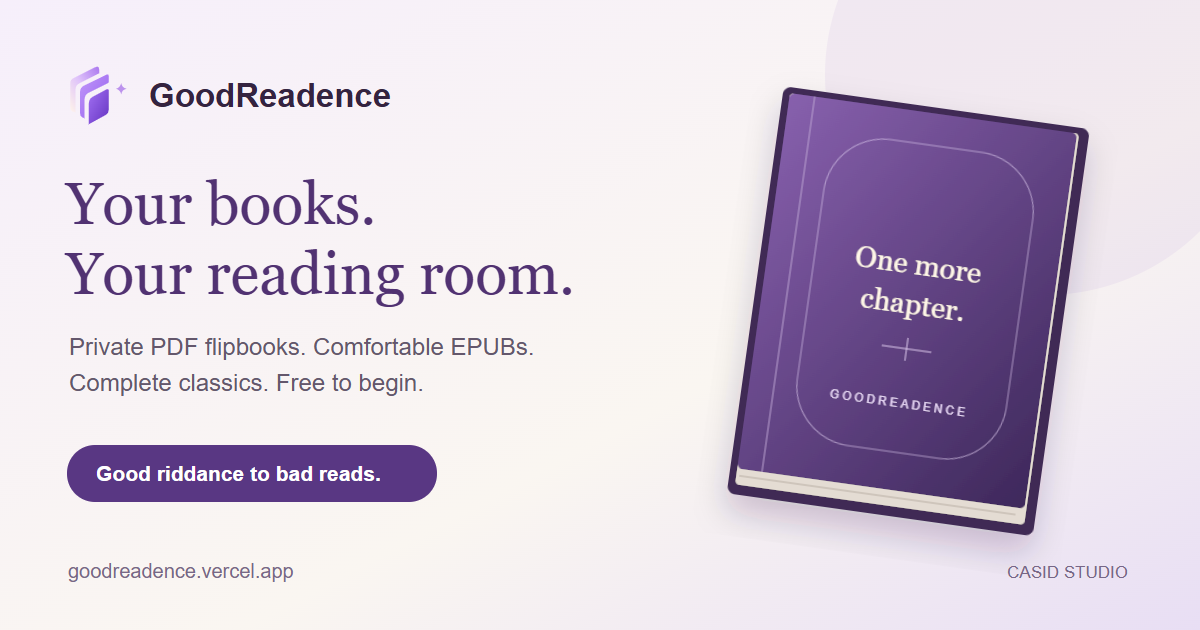 GoodReadence
Your books.
Your reading room.
Private PDF flipbooks. Comfortable EPUBs.
Complete classics. Free to begin.
Good riddance to bad reads.
goodreadence.vercel.app
One more
chapter.
GOODREADENCE
CASID STUDIO